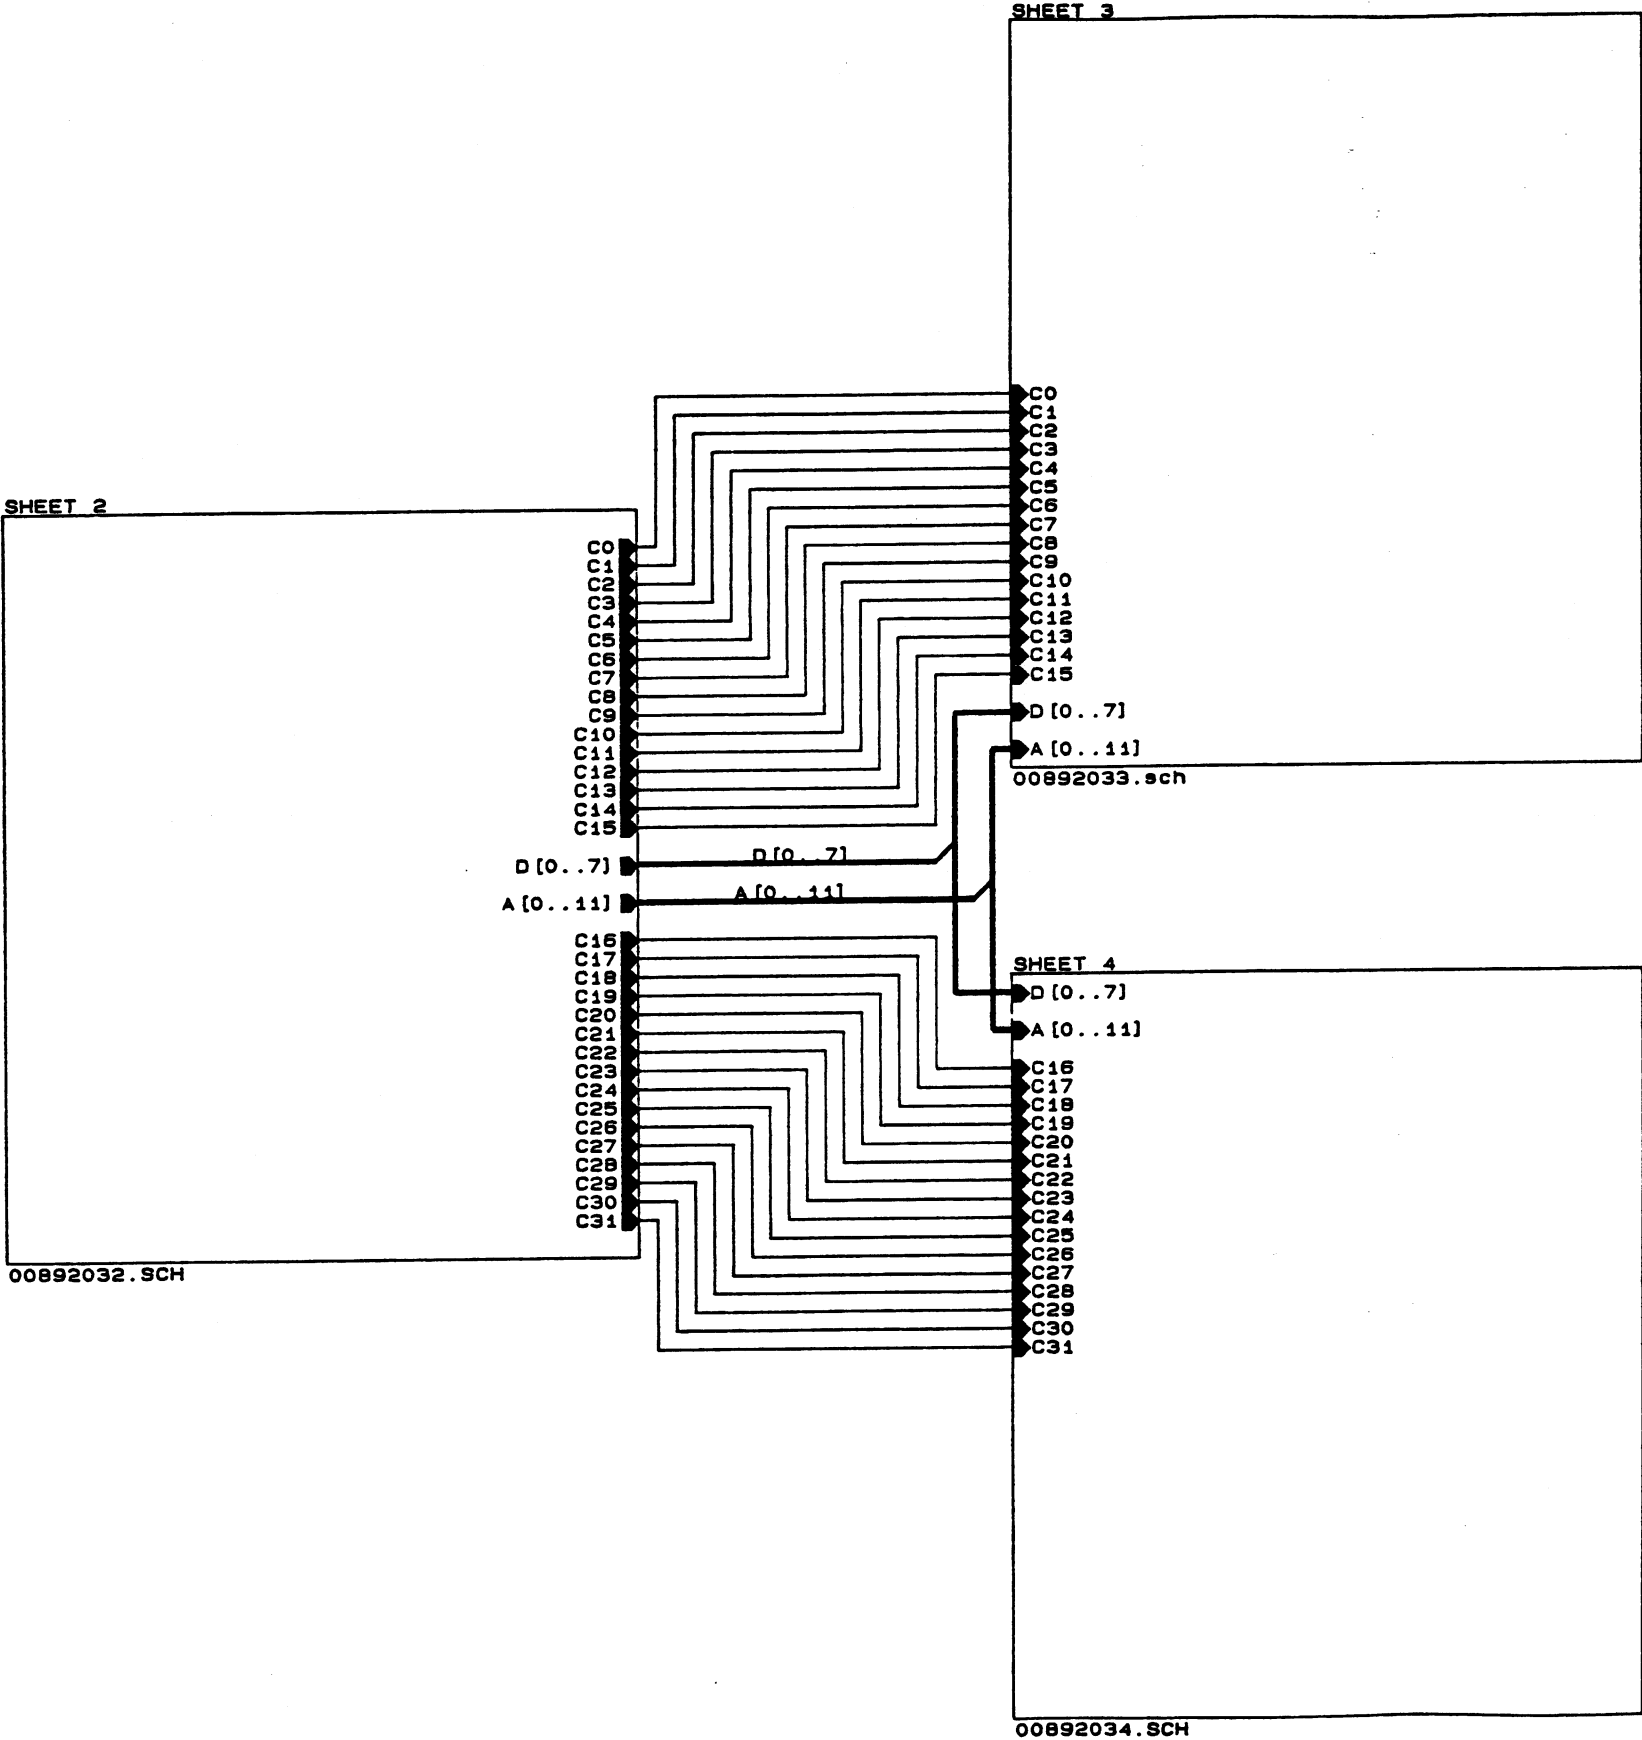 SHEET 3
C0
C1
C2
C3
C4
C5
C6
C7
C8
C9
C10
C11
C12
C13
C14
C15
D[0..7]
A[0..11]
00892033.sch
SHEET 2
C0
C1
C2
C3
C4
C5
C6
C7
C8
C9
C10
C11
C12
C13
C14
C15
D[0..7]
A[0..11]
C16
C17
C18
C19
C20
C21
C22
C23
C24
C25
C26
C27
C28
C29
C30
C31
00892032.SCH
D[0..7]
A[0..11]
SHEET 4
D[0..7]
A[0..11]
C16
C17
C18
C19
C20
C21
C22
C23
C24
C25
C26
C27
C28
C29
C30
C31
00892034.SCH